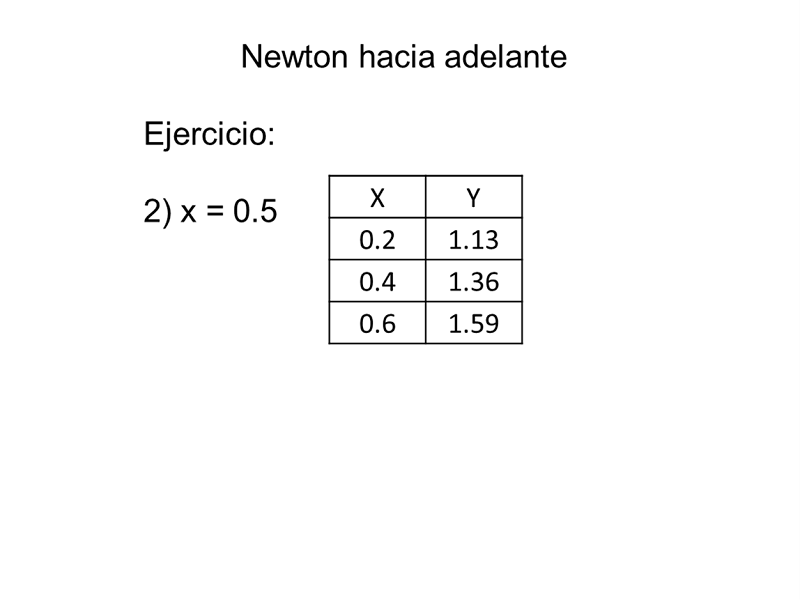 Newton hacia adelante
Ejercicio:
2) x = 0.5
X Y
0.2 1.13
0.4 1.36
0.6 1.59